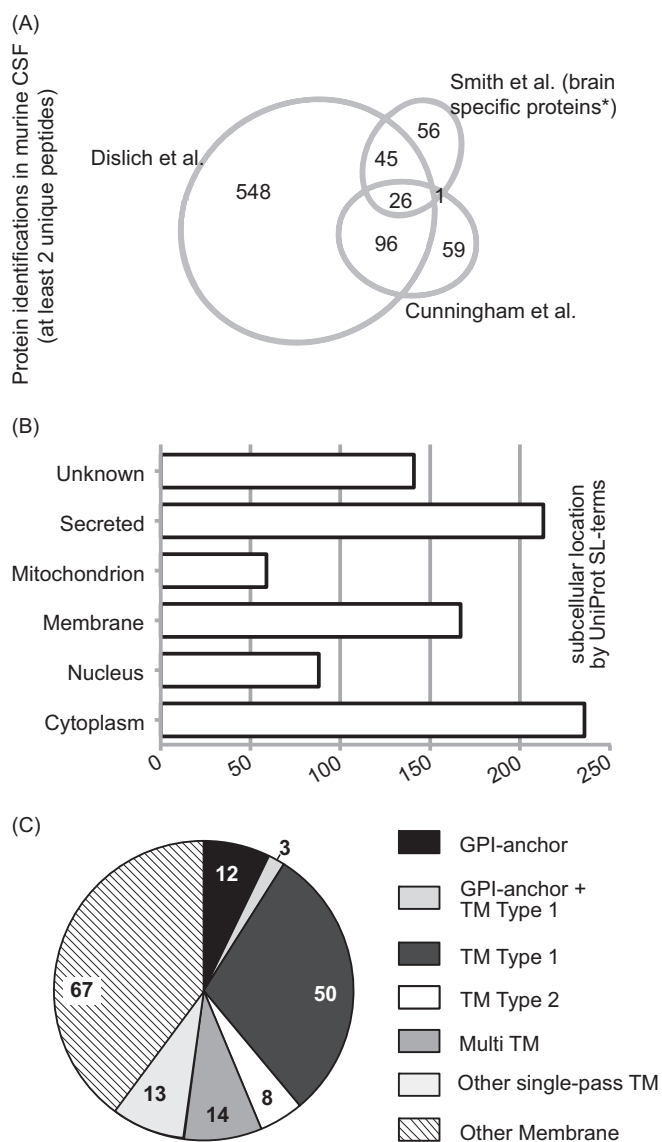 (A)
Protein identifications in murine CSF
(at least 2 unique peptides)
Dislich et al.
Smith et al. (brain
specific proteins*)
548
45
56
26
1
96
59
Cunningham et al.
(B)
Unknown
Secreted
Mitochondrion
Membrane
Nucleus
Cytoplasm
0
50
100
150
200
250
subcellular location
by UniProt SL-terms
(C)
12
3
50
8
14
13
67
GPI-anchor
GPI-anchor +
TM Type 1
TM Type 1
TM Type 2
Multi TM
Other single-pass TM
Other Membrane